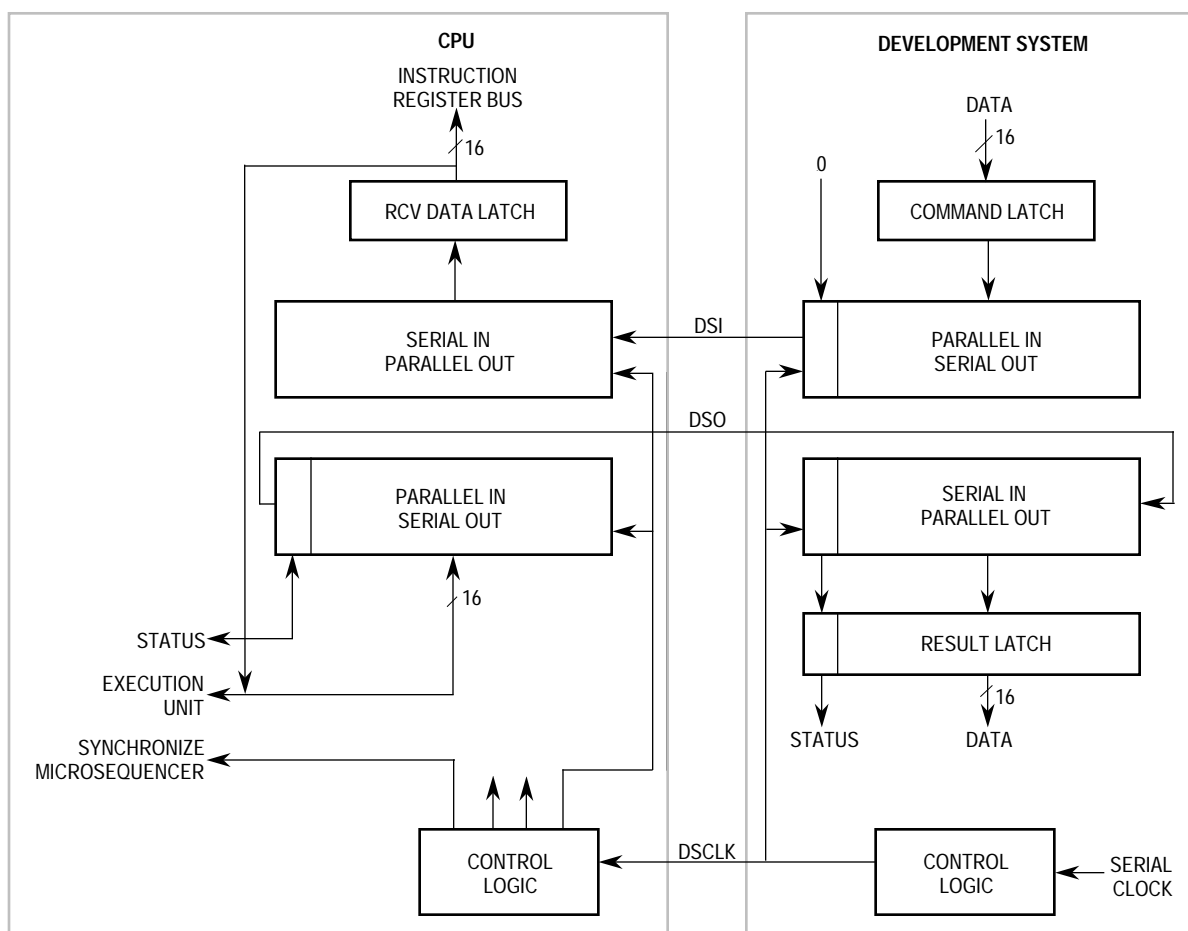 CPU
INSTRUCTION
REGISTER BUS
16
RCV DATA LATCH
SERIAL IN
PARALLEL OUT
PARALLEL IN
SERIAL OUT
16
STATUS
EXECUTION
UNIT
SYNCHRONIZE
MICROSEQUENCER
CONTROL
LOGIC
DSI
DSO
DSCLK
DEVELOPMENT SYSTEM
DATA
16
0
COMMAND LATCH
PARALLEL IN
SERIAL OUT
SERIAL IN
PARALLEL OUT
RESULT LATCH
16
STATUS
DATA
CONTROL
LOGIC
SERIAL
CLOCK